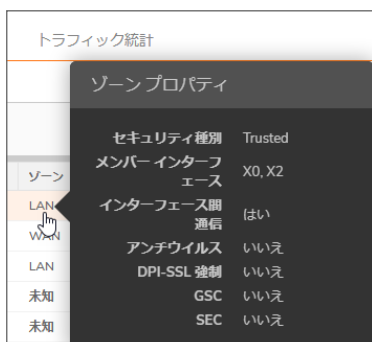 トラフィック統計
ゾーン プロパティ
セキュリティ種別 Trusted
メンバー インターフェース X0, X2
インターフェース間通信 はい
アンチウイルス いいえ
DPI-SSL 強制 いいえ
GSC いいえ
SEC いいえ
ゾーン
LAN
WAN
LAN
未知
未知